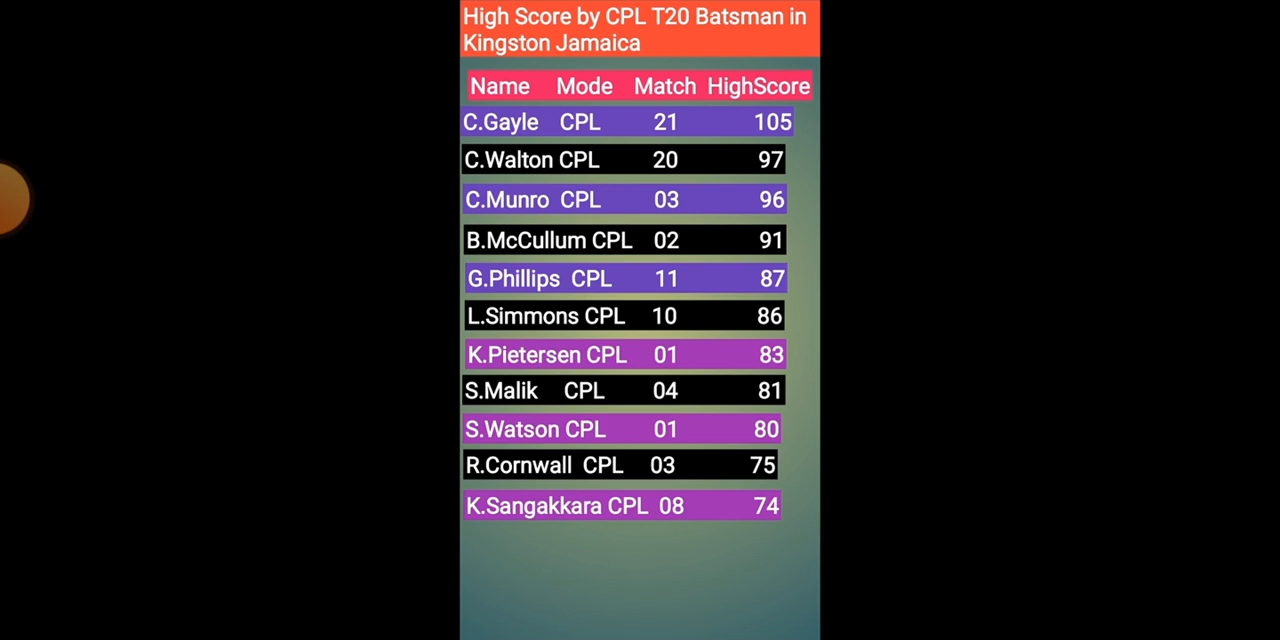 High Score by CPL T20 Batsman in
Kingston Jamaica
Name Mode Match HighScore
C.Gayle CPL 21 105
C.Walton CPL 20 97
C.Munro CPL 03 96
B.McCullum CPL 02 91
G.Phillips CPL 11 87
L.Simmons CPL 10 86
K.Pietersen CPL 01 83
S.Malik CPL 04 81
S.Watson CPL 01 80
R.Cornwall CPL 03 75
K.Sangakkara CPL 08 74